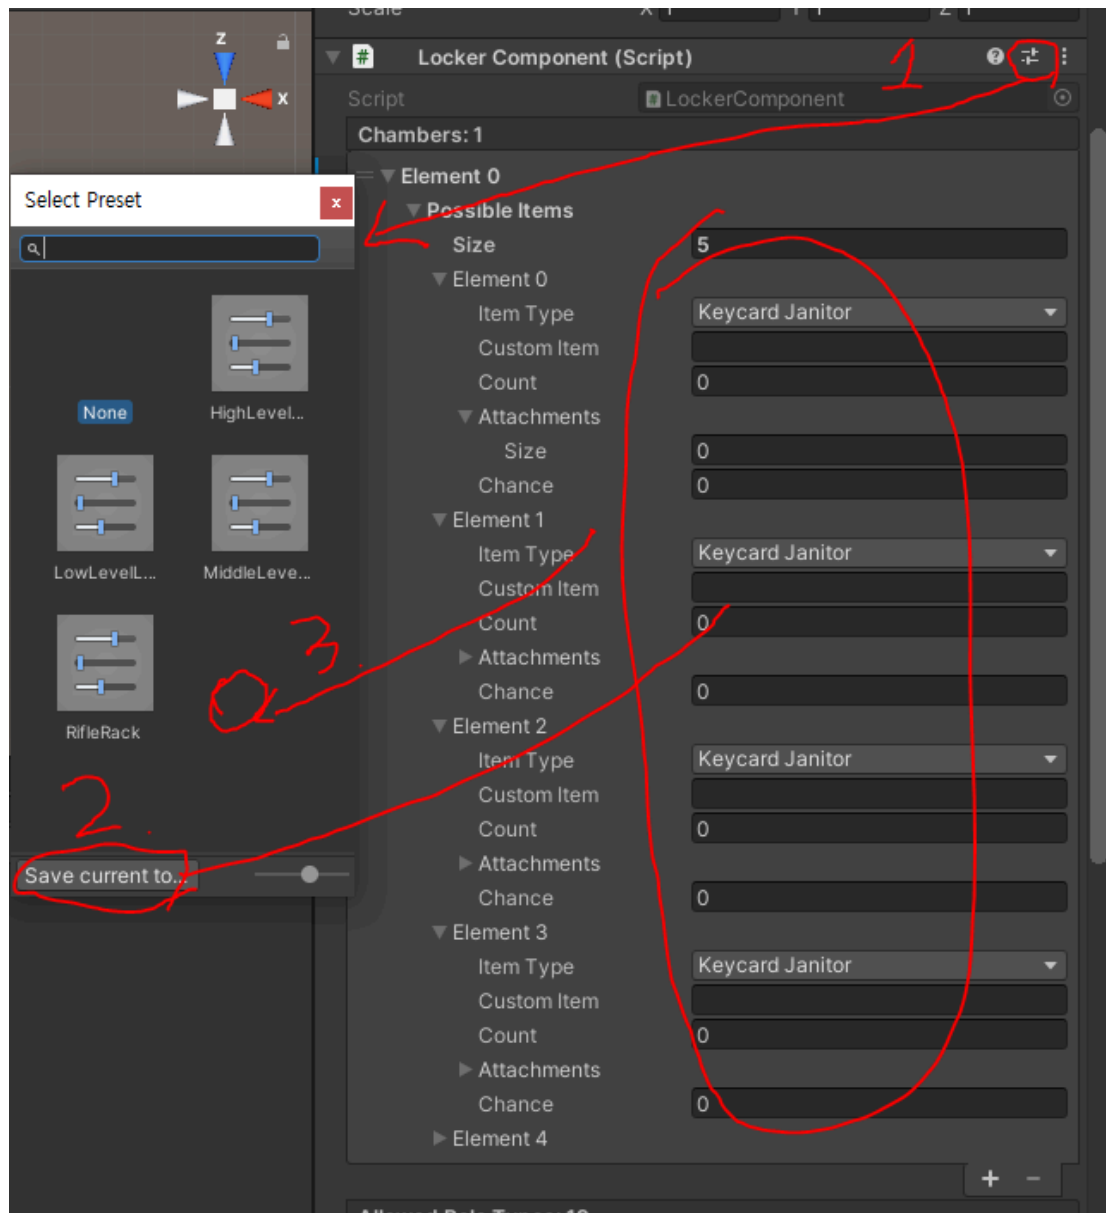 Scale X 1 Y 1 Z 1
z
x
Locker Component (Script)
1
Script LockerComponent
Chambers: 1
Element 0
Possible Items
Size 5
Element 0
Item Type Keycard Janitor
Custom Item
Count 0
Attachments
Size 0
Chance 0
Element 1
Item Type Keycard Janitor
Custom Item
Count 0
Attachments
Chance 0
Element 2
Item Type Keycard Janitor
Custom Item
Count 0
Attachments
Chance 0
Element 3
Item Type Keycard Janitor
Custom Item
Count 0
Attachments
Chance 0
Element 4
+ −
Select Preset x
None
HighLevel...
LowLevelL...
MiddleLeve...
RifleRack
3.
2.
Save current to...